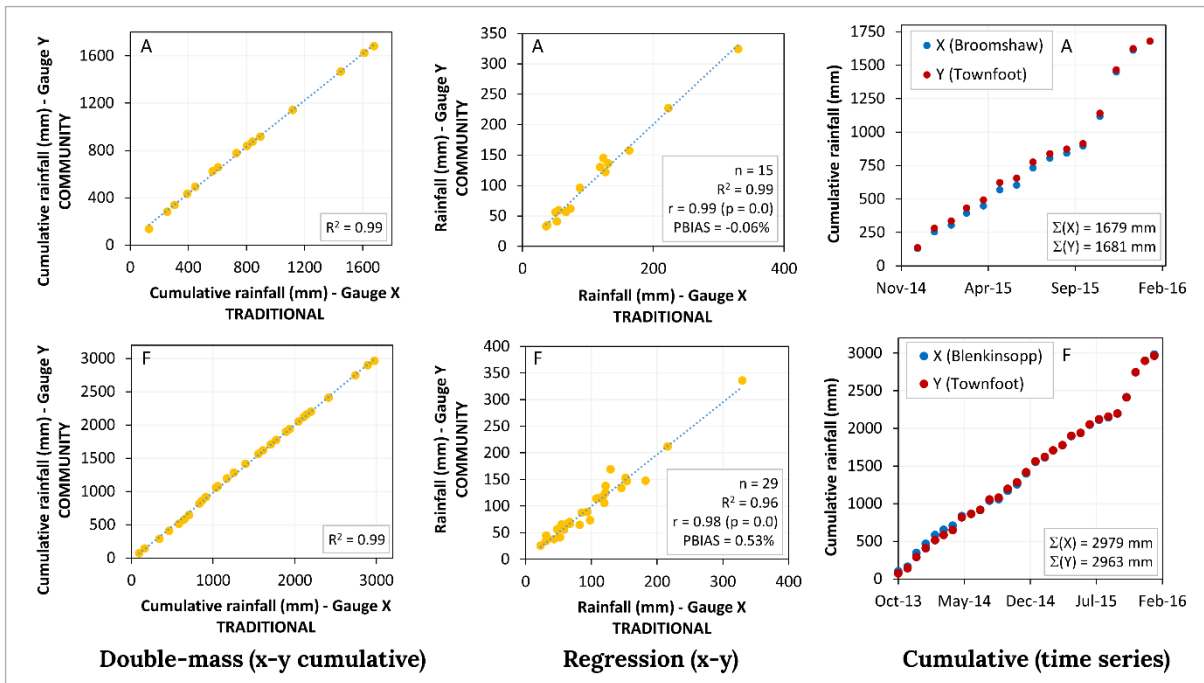 A
Cumulative rainfall (mm) - Gauge Y
COMMUNITY
1600
1200
800
400
0
R² = 0.99
0 400 800 1200 1600
Cumulative rainfall (mm) - Gauge X
TRADITIONAL
A
Rainfall (mm) - Gauge Y
COMMUNITY
350
300
250
200
150
100
50
0
n = 15
R² = 0.99
r = 0.99 (p = 0.0)
PBIAS = -0.06%
0 200 400
Rainfall (mm) - Gauge X
TRADITIONAL
A
Cumulative rainfall (mm)
1750
1500
1250
1000
750
500
250
0
X (Broomshaw)
Y (Townfoot)
Σ(X) = 1679 mm
Σ(Y) = 1681 mm
Nov-14 Apr-15 Sep-15 Feb-16
F
Cumulative rainfall (mm) - Gauge Y
COMMUNITY
3000
2500
2000
1500
1000
500
0
R² = 0.99
0 1000 2000 3000
Cumulative rainfall (mm) - Gauge X
TRADITIONAL
F
Rainfall (mm) - Gauge Y
COMMUNITY
400
350
300
250
200
150
100
50
0
n = 29
R² = 0.96
r = 0.98 (p = 0.0)
PBIAS = 0.53%
0 100 200 300 400
Rainfall (mm) - Gauge X
TRADITIONAL
F
Cumulative rainfall (mm)
3000
2500
2000
1500
1000
500
0
X (Blenkinsopp)
Y (Townfoot)
Σ(X) = 2979 mm
Σ(Y) = 2963 mm
Oct-13 May-14 Dec-14 Jul-15 Feb-16
Double-mass (x-y cumulative)
Regression (x-y)
Cumulative (time series)